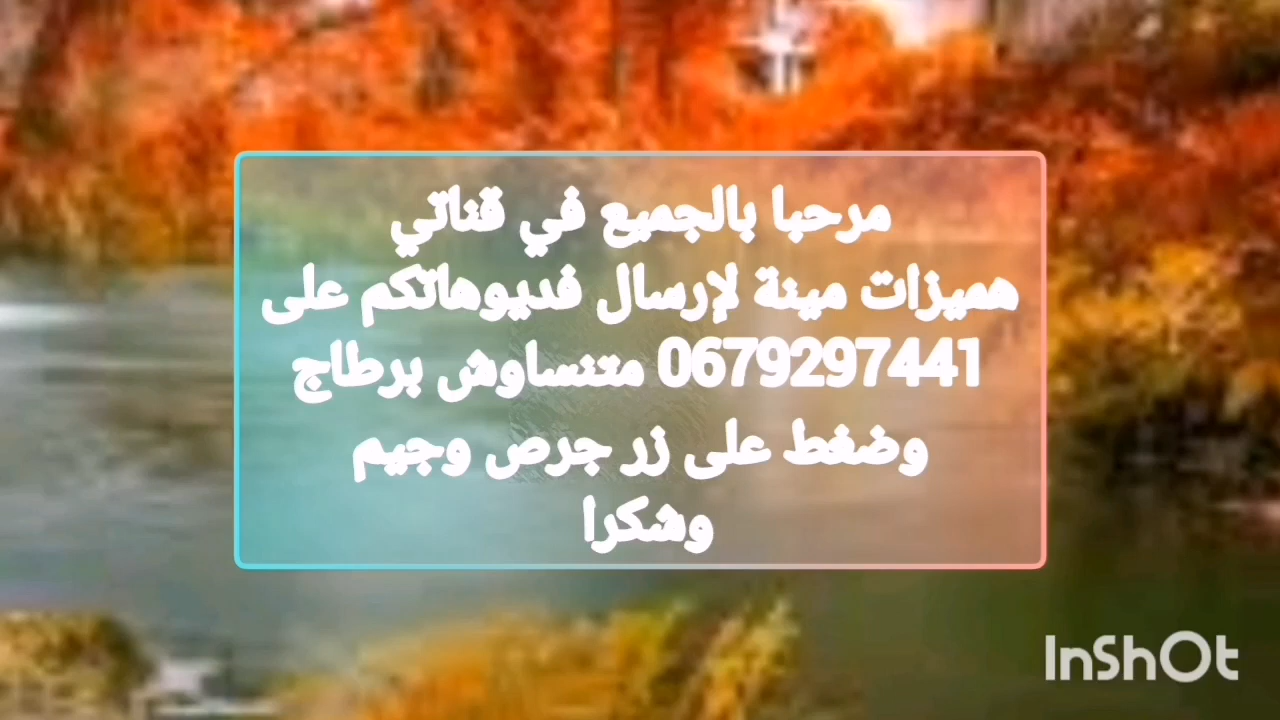 مرحبا بالجميع في قناتي
هميزات مينة لإرسال فديوهاتكم على
0679297441 متنساوش برطاج
وضغط على زر جرص وجيم
وشكرا
InShOt